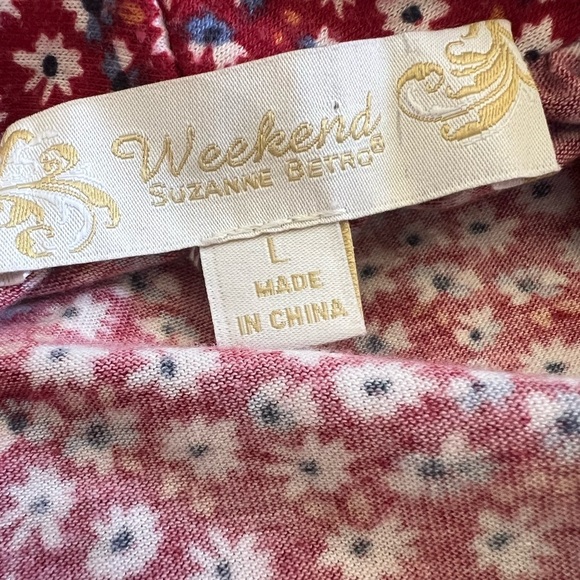 Weekend
SUZANNE BETRO®
L
MADE
IN CHINA